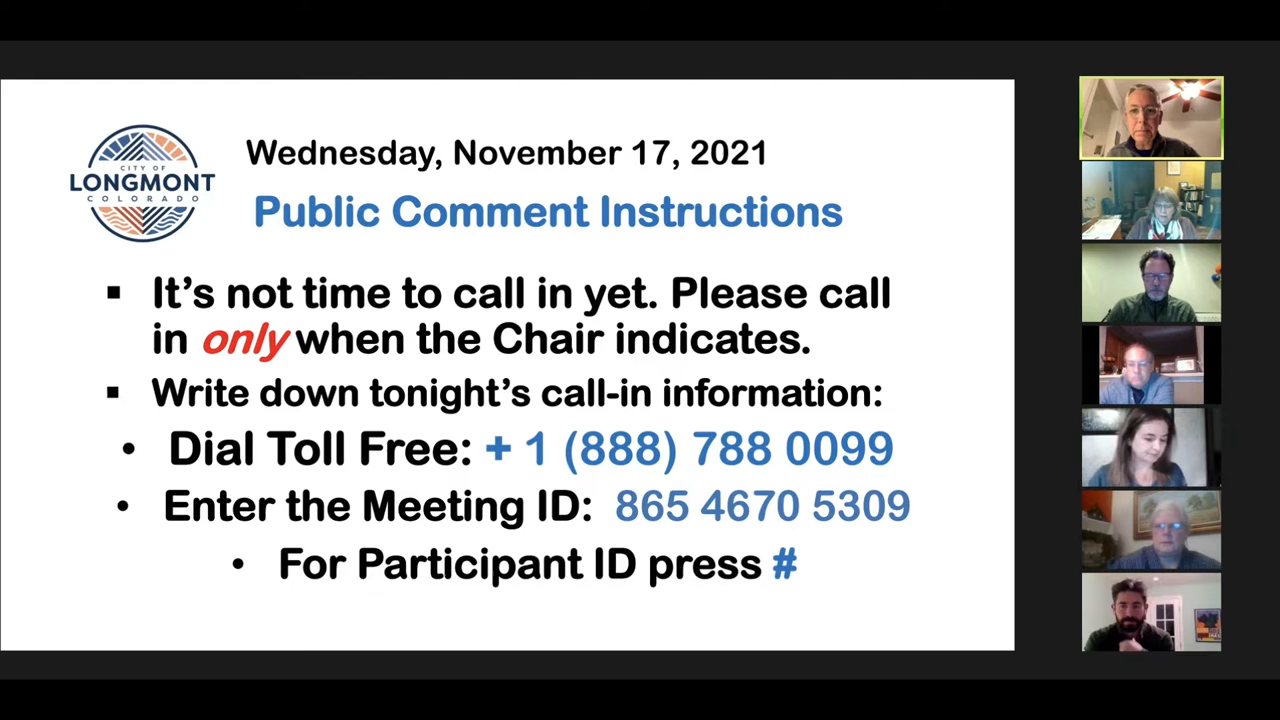 Wednesday, November 17, 2021
CITY OF
LONGMONT
COLORADO
Public Comment Instructions
▪ It's not time to call in yet. Please call
in only when the Chair indicates.
▪ Write down tonight's call-in information:
• Dial Toll Free: + 1 (888) 788 0099
• Enter the Meeting ID: 865 4670 5309
• For Participant ID press #